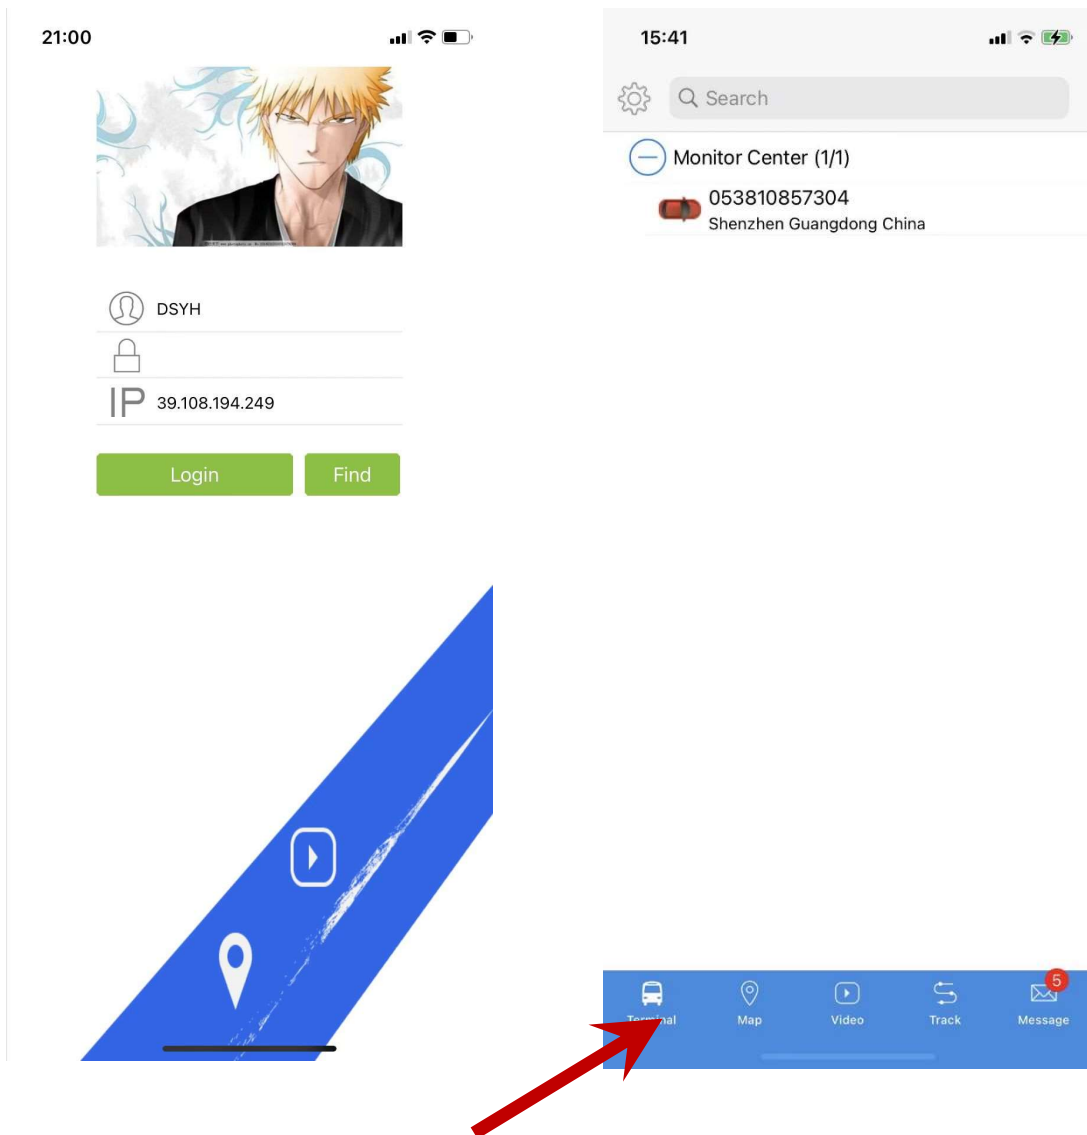 21:00
DSYH
IP 39.108.194.249
Login Find
15:41
Search
Monitor Center (1/1)
053810857304
Shenzhen Guangdong China
5
Terminal Map Video Track Message